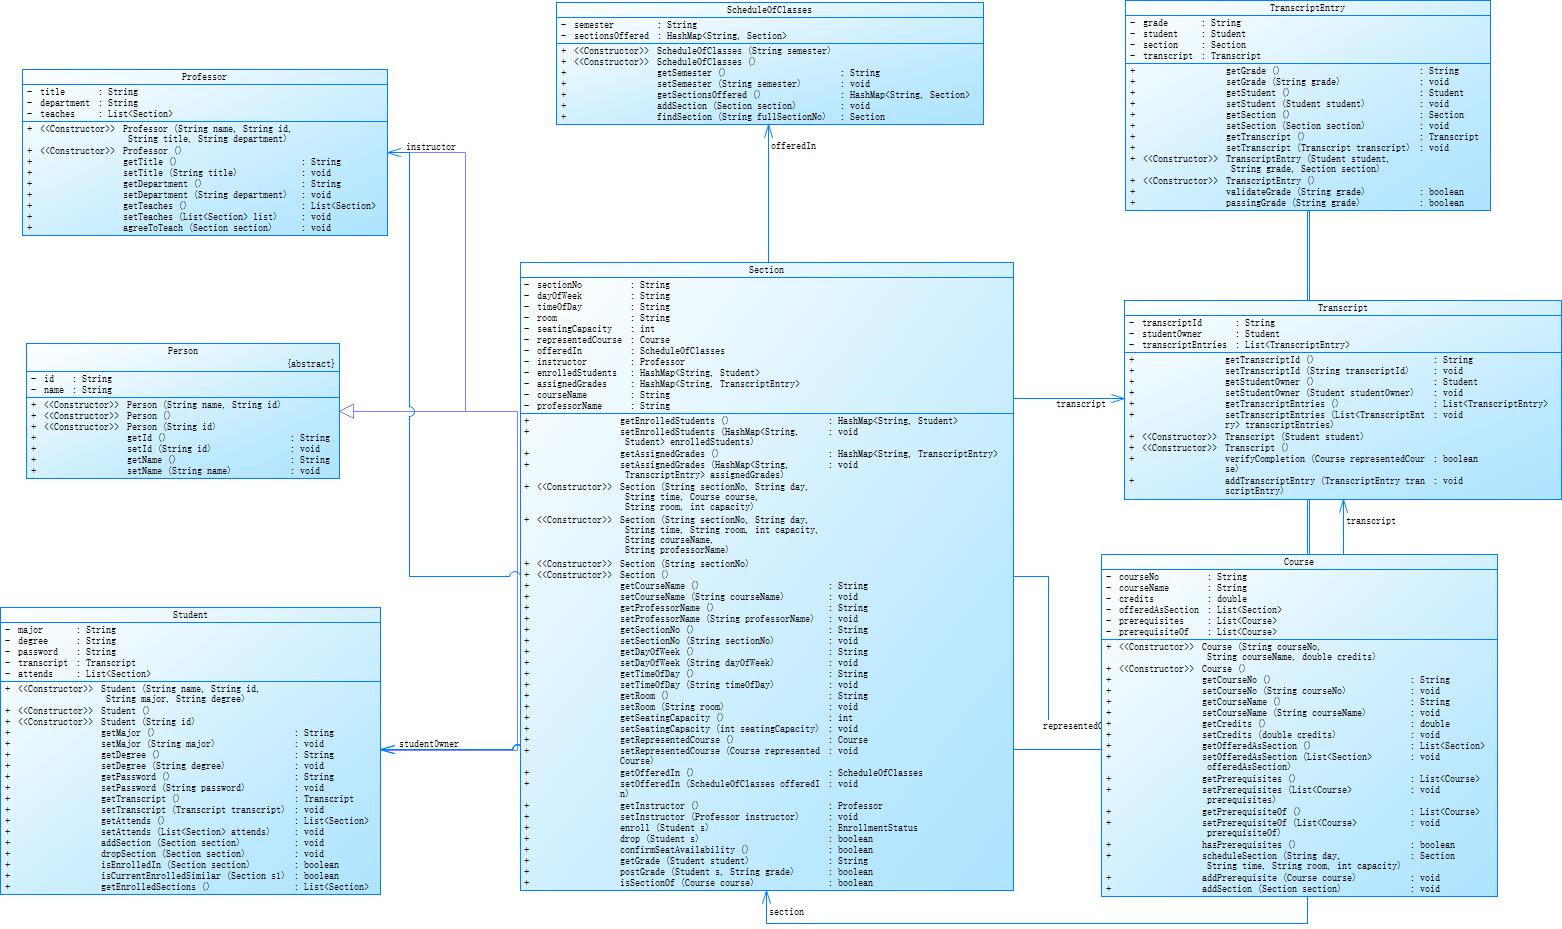 ScheduleOfClasses
- semester : String
- sectionsOffered : HashMap<String, Section>
+ <<Constructor>> ScheduleOfClasses (String semester)
+ <<Constructor>> ScheduleOfClasses ()
+ getSemester () : String
+ setSemester (String semester) : void
+ getSectionsOffered () : HashMap<String, Section>
+ addSection (Section section) : void
+ findSection (String fullSectionNo) : Section
TranscriptEntry
- grade : String
- student : Student
- section : Section
- transcript : Transcript
+ getGrade () : String
+ setGrade (String grade) : void
+ getStudent () : Student
+ setStudent (Student student) : void
+ getSection () : Section
+ setSection (Section section) : void
+ getTranscript () : Transcript
+ setTranscript (Transcript transcript) : void
+ <<Constructor>> TranscriptEntry (Student student,
String grade, Section section)
+ <<Constructor>> TranscriptEntry ()
+ validateGrade (String grade) : boolean
+ passingGrade (String grade) : boolean
Professor
- title : String
- department : String
- teaches : List<Section>
+ <<Constructor>> Professor (String name, String id,
String title, String department)
+ <<Constructor>> Professor ()
+ getTitle () : String
+ setTitle (String title) : void
+ getDepartment () : String
+ setDepartment (String department) : void
+ getTeaches () : List<Section>
+ setTeaches (List<Section> list) : void
+ agreeToTeach (Section section) : void
instructor
offeredIn
Section
- sectionNo : String
- dayOfWeek : String
- timeOfDay : String
- room : String
- seatingCapacity : int
- representedCourse : Course
- offeredIn : ScheduleOfClasses
- instructor : Professor
- enrolledStudents : HashMap<String, Student>
- assignedGrades : HashMap<String, TranscriptEntry>
- courseName : String
- professorName : String
+ getEnrolledStudents () : HashMap<String, Student>
+ setEnrolledStudents (HashMap<String, : void
Student> enrolledStudents)
+ getAssignedGrades () : HashMap<String, TranscriptEntry>
+ setAssignedGrades (HashMap<String, : void
TranscriptEntry> assignedGrades)
+ <<Constructor>> Section (String sectionNo, String day,
String time, Course course,
String room, int capacity)
+ <<Constructor>> Section (String sectionNo, String day,
String time, String room, int capacity,
String courseName,
String professorName)
+ <<Constructor>> Section (String sectionNo)
+ <<Constructor>> Section ()
+ getCourseName () : String
+ setCourseName (String courseName) : void
+ getProfessorName () : String
+ setProfessorName (String professorName) : void
+ getSectionNo () : String
+ setSectionNo (String sectionNo) : void
+ getDayOfWeek () : String
+ setDayOfWeek (String dayOfWeek) : void
+ getTimeOfDay () : String
+ setTimeOfDay (String timeOfDay) : void
+ getRoom () : String
+ setRoom (String room) : void
+ getSeatingCapacity () : int
+ setSeatingCapacity (int seatingCapacity) : void
+ getRepresentedCourse () : Course
+ setRepresentedCourse (Course represented : void
Course)
+ getOfferedIn () : ScheduleOfClasses
+ setOfferedIn (ScheduleOfClasses offeredI : void
n)
+ getInstructor () : Professor
+ setInstructor (Professor instructor) : void
+ enroll (Student s) : EnrollmentStatus
+ drop (Student s) : boolean
+ confirmSeatAvailability () : boolean
+ getGrade (Student student) : String
+ postGrade (Student s, String grade) : boolean
+ isSectionOf (Course course) : boolean
Transcript
- transcriptId : String
- studentOwner : Student
- transcriptEntries : List<TranscriptEntry>
+ getTranscriptId () : String
+ setTranscriptId (String transcriptId) : void
+ getStudentOwner () : Student
+ setStudentOwner (Student studentOwner) : void
+ getTranscriptEntries () : List<TranscriptEntry>
+ setTranscriptEntries (List<TranscriptEnt : void
ry> transcriptEntries)
+ <<Constructor>> Transcript (Student student)
+ <<Constructor>> Transcript ()
+ verifyCompletion (Course representedCour : boolean
se)
+ addTranscriptEntry (TranscriptEntry tran : void
scriptEntry)
transcript
transcript
Person
{abstract}
- id : String
- name : String
+ <<Constructor>> Person (String name, String id)
+ <<Constructor>> Person ()
+ <<Constructor>> Person (String id)
+ getId () : String
+ setId (String id) : void
+ getName () : String
+ setName (String name) : void
Course
- courseNo : String
- courseName : String
- credits : double
- offeredAsSection : List<Section>
- prerequisites : List<Course>
- prerequisiteOf : List<Course>
+ <<Constructor>> Course (String courseNo,
String courseName, double credits)
+ <<Constructor>> Course ()
+ getCourseNo () : String
+ setCourseNo (String courseNo) : void
+ getCourseName () : String
+ setCourseName (String courseName) : void
+ getCredits () : double
+ setCredits (double credits) : void
+ getOfferedAsSection () : List<Section>
+ setOfferedAsSection (List<Section> : void
offeredAsSection)
+ getPrerequisites () : List<Course>
+ setPrerequisites (List<Course> : void
prerequisites)
+ getPrerequisiteOf () : List<Course>
+ setPrerequisiteOf (List<Course> : void
prerequisiteOf)
+ hasPrerequisites () : boolean
+ scheduleSection (String day, : Section
String time, String room, int capacity)
+ addPrerequisite (Course course) : void
+ addSection (Section section) : void
Student
- major : String
- degree : String
- password : String
- transcript : Transcript
- attends : List<Section>
+ <<Constructor>> Student (String name, String id,
String major, String degree)
+ <<Constructor>> Student ()
+ <<Constructor>> Student (String id)
+ getMajor () : String
+ setMajor (String major) : void
+ getDegree () : String
+ setDegree (String degree) : void
+ getPassword () : String
+ setPassword (String password) : void
+ getTranscript () : Transcript
+ setTranscript (Transcript transcript) : void
+ getAttends () : List<Section>
+ setAttends (List<Section> attends) : void
+ addSection (Section section) : void
+ dropSection (Section section) : void
+ isEnrolledIn (Section section) : boolean
+ isCurrentEnrolledSimilar (Section s1) : boolean
+ getEnrolledSections () : List<Section>
studentOwner
section